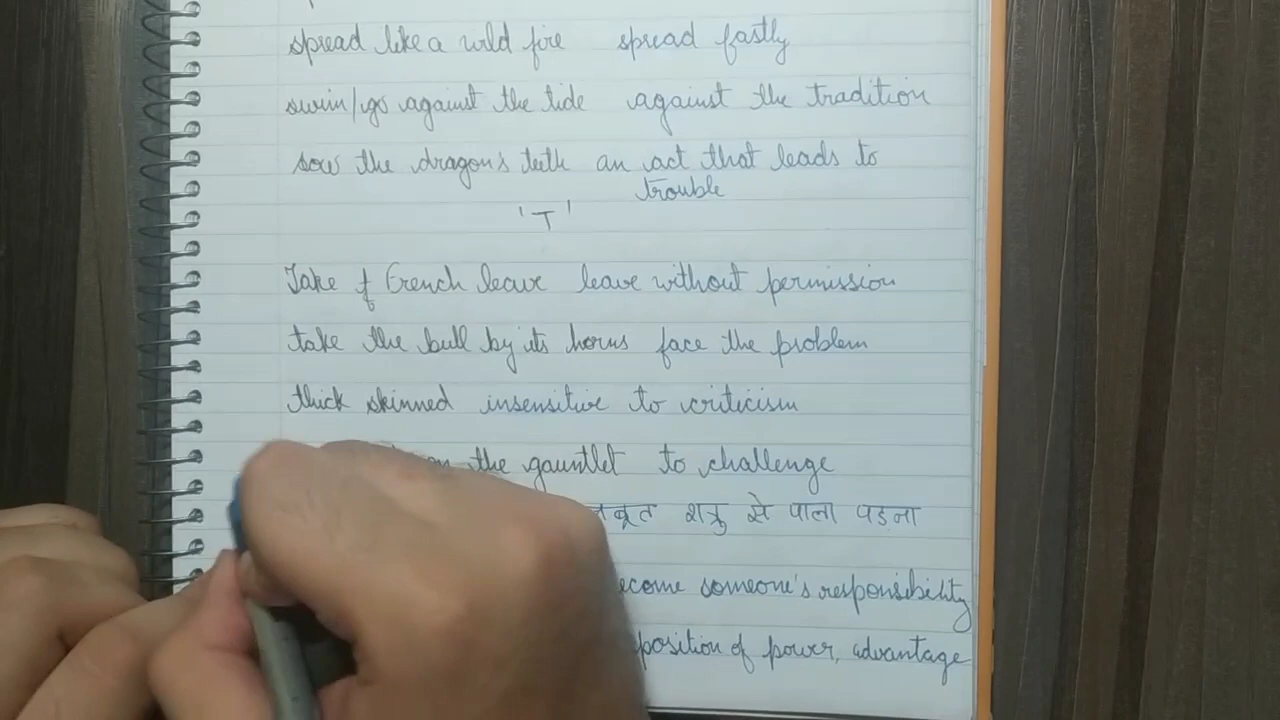 spread like a wild fire spread fastly
swim/go against the tide against the tradition
sow the dragon's teeth an act that leads to
trouble
'T'
Take f French leave leave without permission
take the bull by its horns face the problem
thick skinned insensitive to criticism
the gauntlet to challenge
शत्रु से पाला पड़ना
someone's responsibility
position of power, advantage